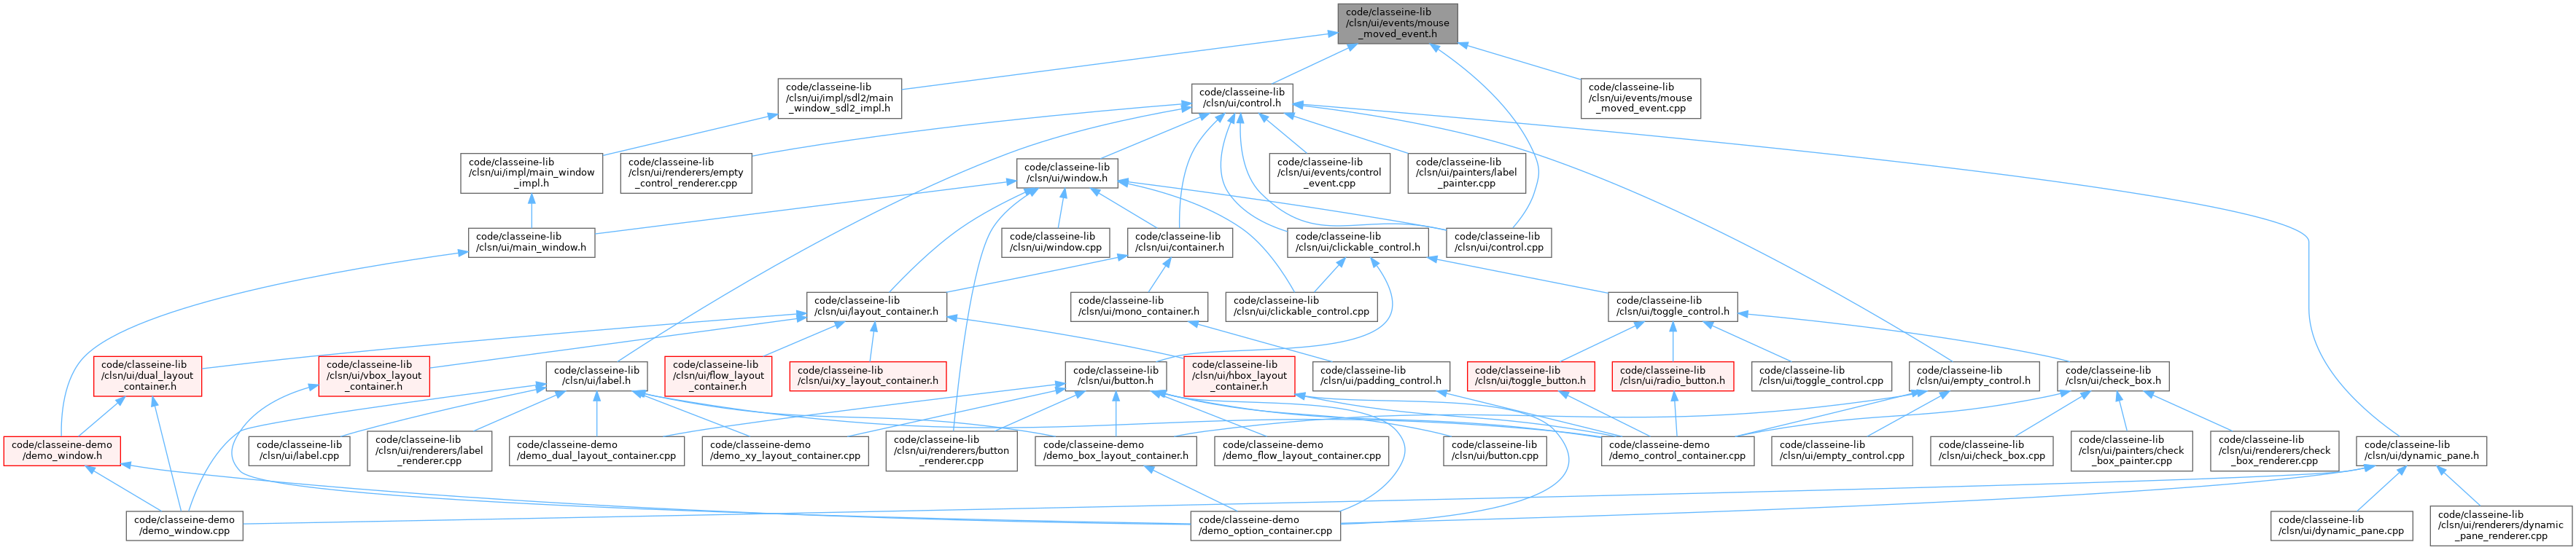 code/classeine-lib
/clsn/ui/events/mouse
_moved_event.h
code/classeine-lib
/clsn/ui/impl/sdl2/main
_window_sdl2_impl.h
code/classeine-lib
/clsn/ui/control.h
code/classeine-lib
/clsn/ui/events/mouse
_moved_event.cpp
code/classeine-lib
/clsn/ui/impl/main_window
_impl.h
code/classeine-lib
/clsn/ui/renderers/empty
_control_renderer.cpp
code/classeine-lib
/clsn/ui/window.h
code/classeine-lib
/clsn/ui/events/control
_event.cpp
code/classeine-lib
/clsn/ui/painters/label
_painter.cpp
code/classeine-lib
/clsn/ui/main_window.h
code/classeine-lib
/clsn/ui/window.cpp
code/classeine-lib
/clsn/ui/container.h
code/classeine-lib
/clsn/ui/clickable_control.h
code/classeine-lib
/clsn/ui/control.cpp
code/classeine-lib
/clsn/ui/layout_container.h
code/classeine-lib
/clsn/ui/mono_container.h
code/classeine-lib
/clsn/ui/clickable_control.cpp
code/classeine-lib
/clsn/ui/toggle_control.h
code/classeine-lib
/clsn/ui/dual_layout
_container.h
code/classeine-lib
/clsn/ui/vbox_layout
_container.h
code/classeine-lib
/clsn/ui/label.h
code/classeine-lib
/clsn/ui/flow_layout
_container.h
code/classeine-lib
/clsn/ui/xy_layout_container.h
code/classeine-lib
/clsn/ui/button.h
code/classeine-lib
/clsn/ui/hbox_layout
_container.h
code/classeine-lib
/clsn/ui/padding_control.h
code/classeine-lib
/clsn/ui/toggle_button.h
code/classeine-lib
/clsn/ui/radio_button.h
code/classeine-lib
/clsn/ui/toggle_control.cpp
code/classeine-lib
/clsn/ui/empty_control.h
code/classeine-lib
/clsn/ui/check_box.h
code/classeine-demo
/demo_window.h
code/classeine-lib
/clsn/ui/label.cpp
code/classeine-lib
/clsn/ui/renderers/label
_renderer.cpp
code/classeine-demo
/demo_dual_layout_container.cpp
code/classeine-demo
/demo_xy_layout_container.cpp
code/classeine-lib
/clsn/ui/renderers/button
_renderer.cpp
code/classeine-demo
/demo_box_layout_container.h
code/classeine-demo
/demo_flow_layout_container.cpp
code/classeine-lib
/clsn/ui/button.cpp
code/classeine-demo
/demo_control_container.cpp
code/classeine-lib
/clsn/ui/empty_control.cpp
code/classeine-lib
/clsn/ui/check_box.cpp
code/classeine-lib
/clsn/ui/painters/check
_box_painter.cpp
code/classeine-lib
/clsn/ui/renderers/check
_box_renderer.cpp
code/classeine-lib
/clsn/ui/dynamic_pane.h
code/classeine-demo
/demo_window.cpp
code/classeine-demo
/demo_option_container.cpp
code/classeine-lib
/clsn/ui/dynamic_pane.cpp
code/classeine-lib
/clsn/ui/renderers/dynamic
_pane_renderer.cpp